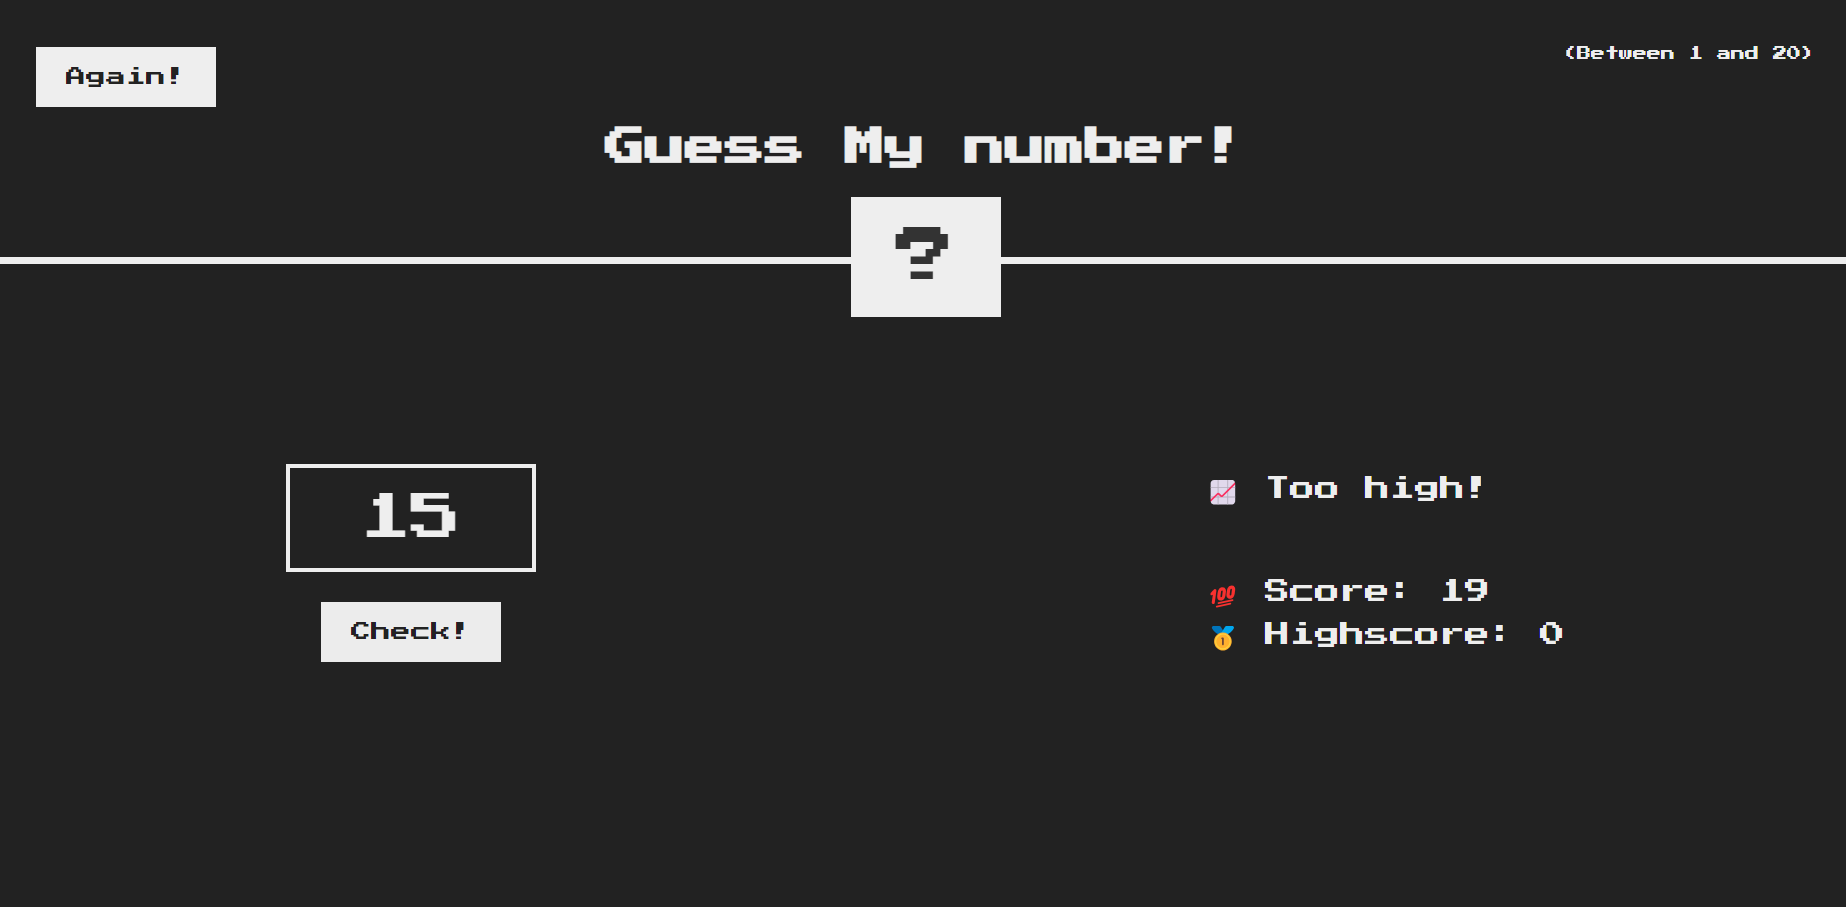 Again!
(Between 1 and 20)
Guess My number!
?
15
Check!
📈 Too high!
💯 Score: 19
🥇 Highscore: 0